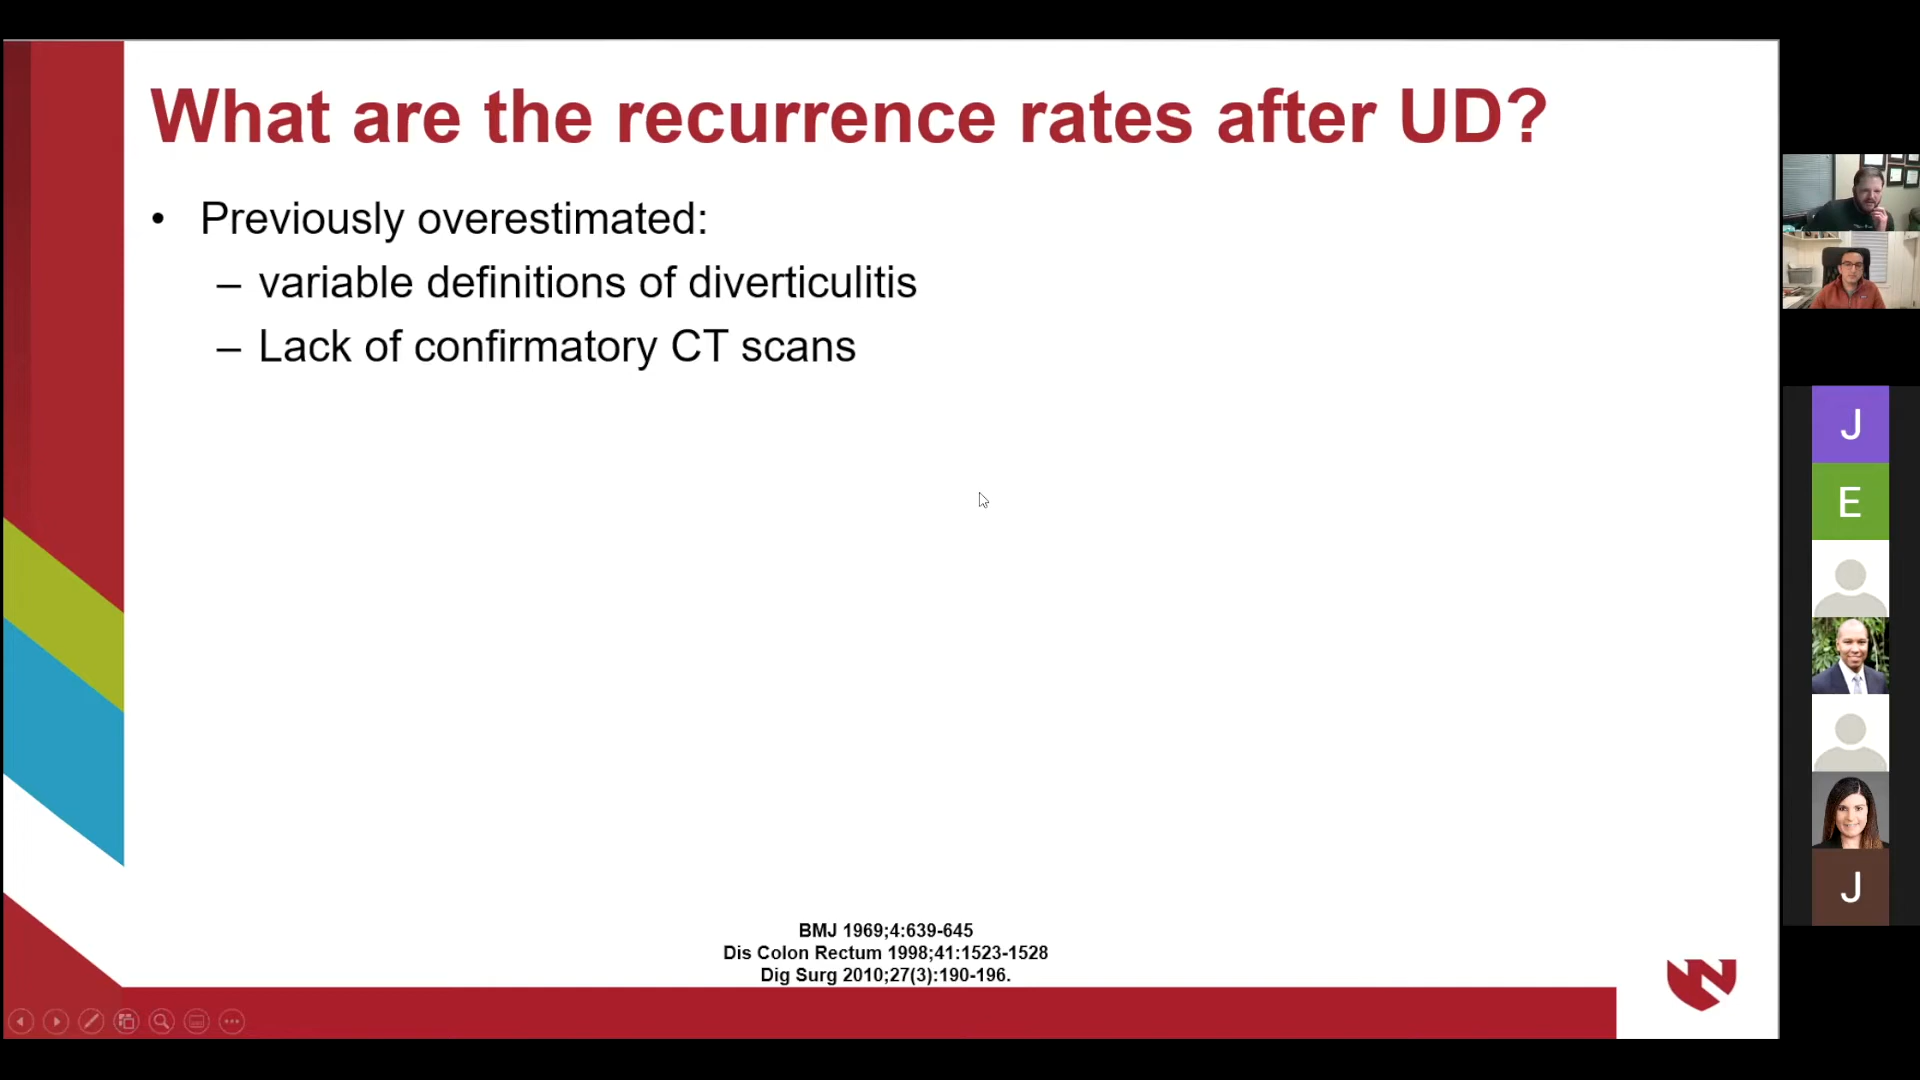 What are the recurrence rates after UD?
• Previously overestimated:
– variable definitions of diverticulitis
– Lack of confirmatory CT scans
BMJ 1969;4:639-645
Dis Colon Rectum 1998;41:1523-1528
Dig Surg 2010;27(3):190-196.
J
E
J
N